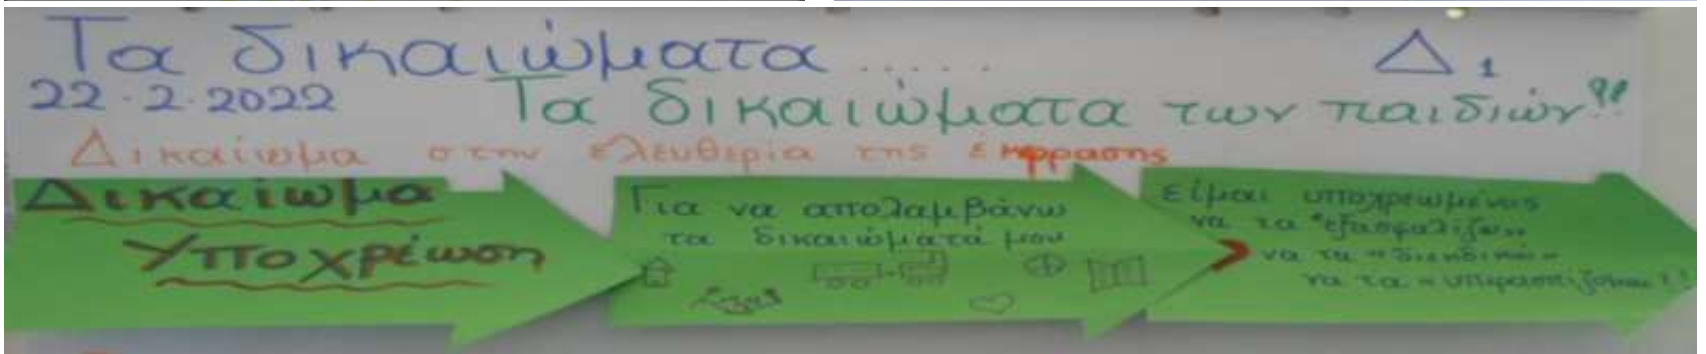 Τα δικαιώματα.....
Δ1
22.2.2022
Τα δικαιώματα των παιδιών!!
Δικαίωμα στην ελευθερία της έκφρασης
Δικαίωμα
Υποχρέωση
Για να απολαμβάνω
τα δικαιώματά μου
είμαι υποχρεωμένος
να τα "εξασφαλίζω"
να τα "διεκδικώ"
να τα "υπερασπίζομαι"!!